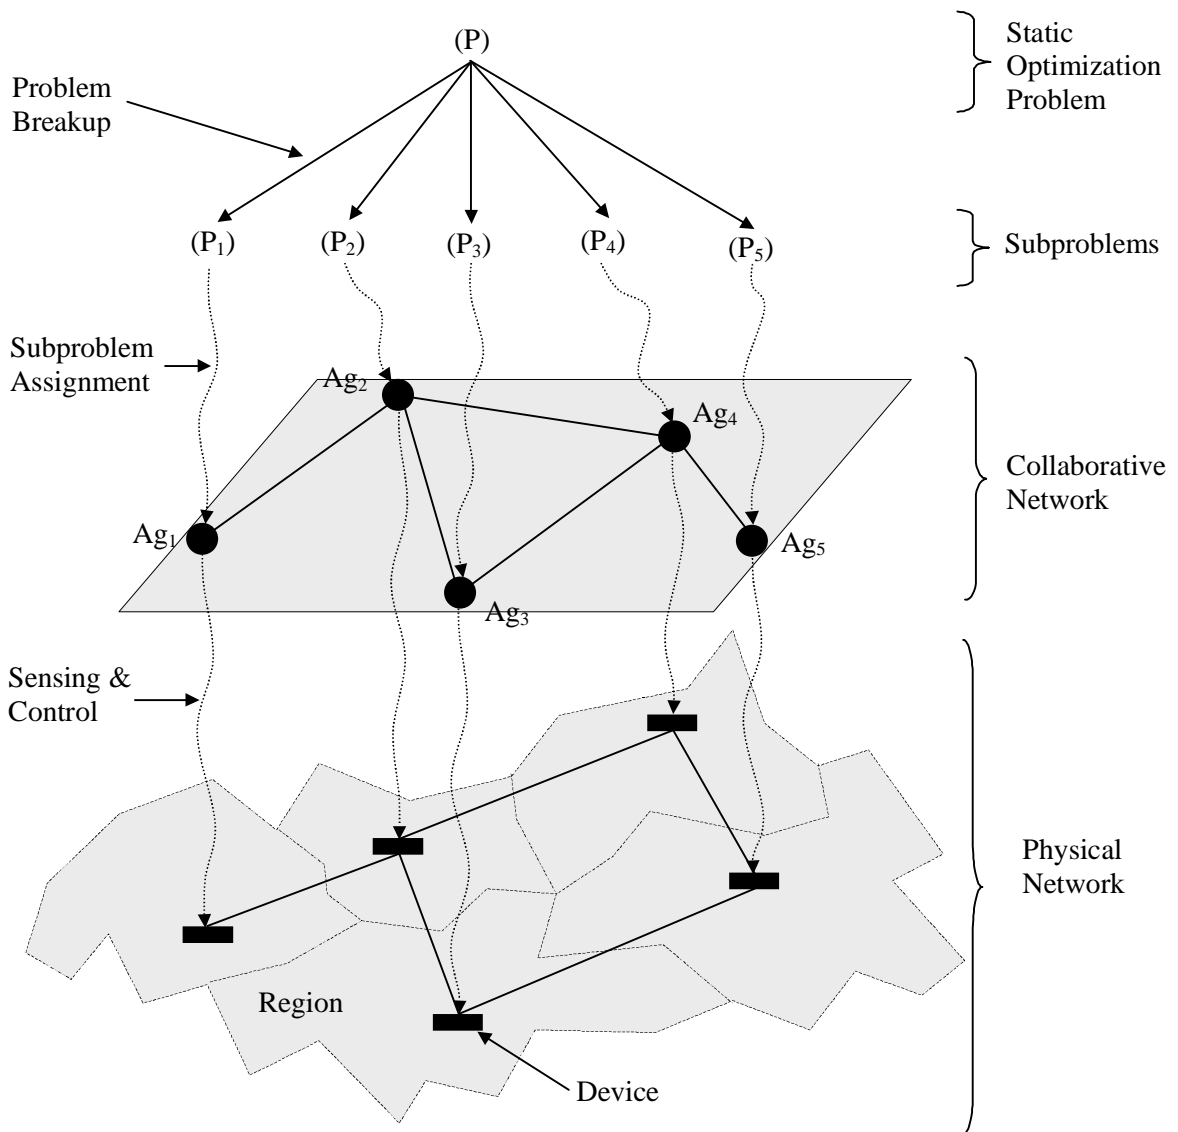 (P)
Static
Optimization
Problem
Problem
Breakup
(P₁)
(P₂)
(P₃)
(P₄)
(P₅)
Subproblems
Subproblem
Assignment
Ag₂
Ag₄
Collaborative
Network
Ag₁
Ag₅
Ag₃
Sensing &
Control
Physical
Network
Region
Device